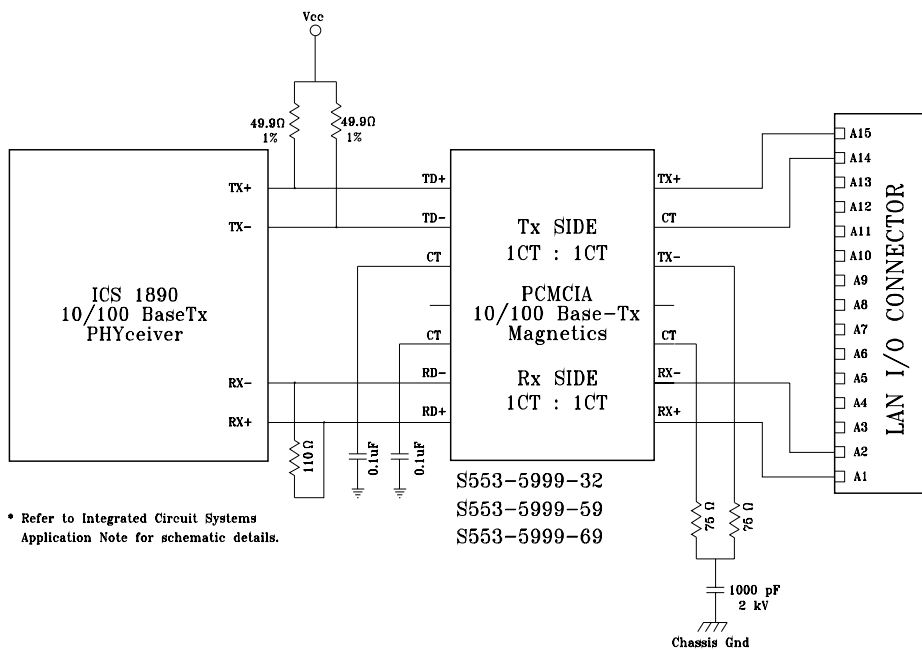 Vcc
49.9Ω
1%
49.9Ω
1%
TX+
TX-
RX-
RX+
ICS 1890
10/100 BaseTx
PHYceiver
110Ω
0.1uF
0.1uF
TD+
TD-
CT
CT
RD-
RD+
Tx SIDE
1CT : 1CT
PCMCIA
10/100 Base-Tx
Magnetics
Rx SIDE
1CT : 1CT
TX+
CT
TX-
CT
RX-
RX+
S553-5999-32
S553-5999-59
S553-5999-69
A15
A14
A13
A12
A11
A10
A9
A8
A7
A6
A5
A4
A3
A2
A1
LAN I/O CONNECTOR
75 Ω
75 Ω
1000 pF
2 kV
Chassis Gnd
* Refer to Integrated Circuit Systems
Application Note for schematic details.